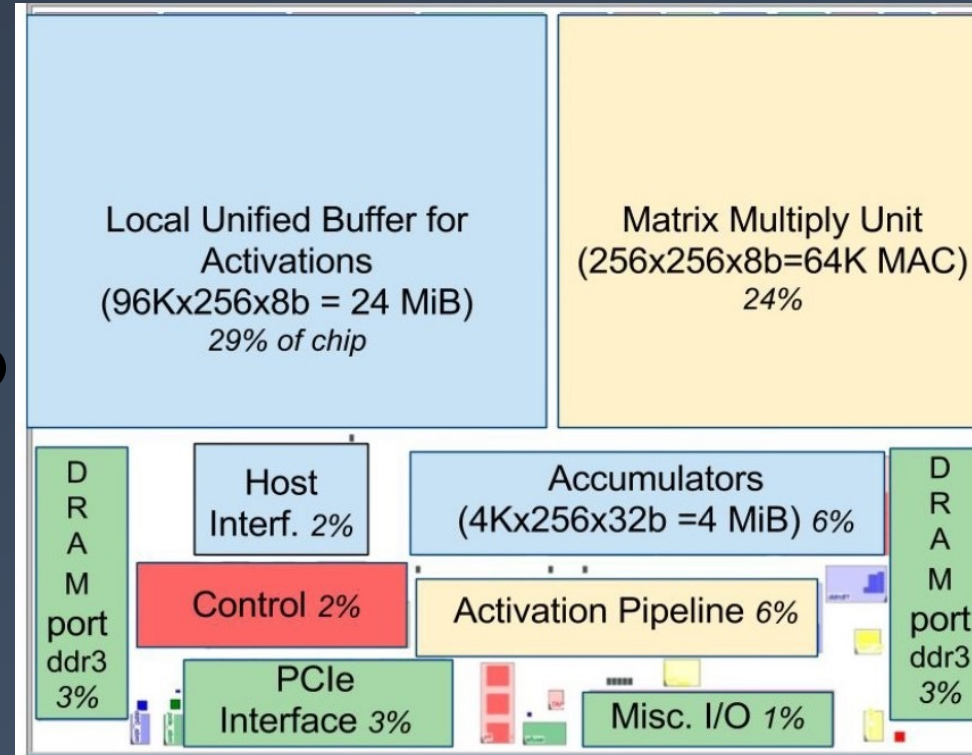 Local Unified Buffer for
Activations
(96Kx256x8b = 24 MiB)
29% of chip
Matrix Multiply Unit
(256x256x8b=64K MAC)
24%
D
R
A
M
port
ddr3
3%
Host
Interf. 2%
Accumulators
(4Kx256x32b =4 MiB) 6%
D
R
A
M
port
ddr3
3%
Control 2%
Activation Pipeline 6%
PCIe
Interface 3%
Misc. I/O 1%